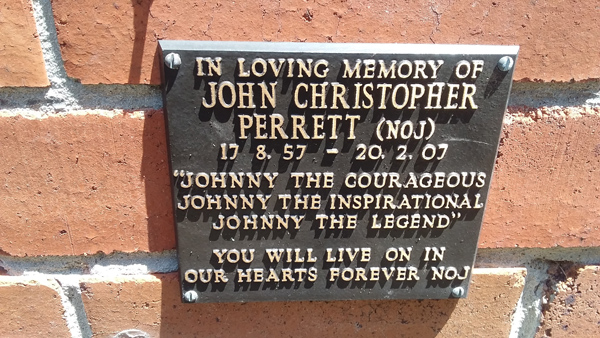 IN LOVING MEMORY OF
JOHN CHRISTOPHER
PERRETT (NOJ)
17 8. 57 - 20. 2. 07
"JOHNNY THE COURAGEOUS
JOHNNY THE INSPIRATIONAL
JOHNNY THE LEGEND"
YOU WILL LIVE ON IN
OUR HEARTS FOREVER NOJ